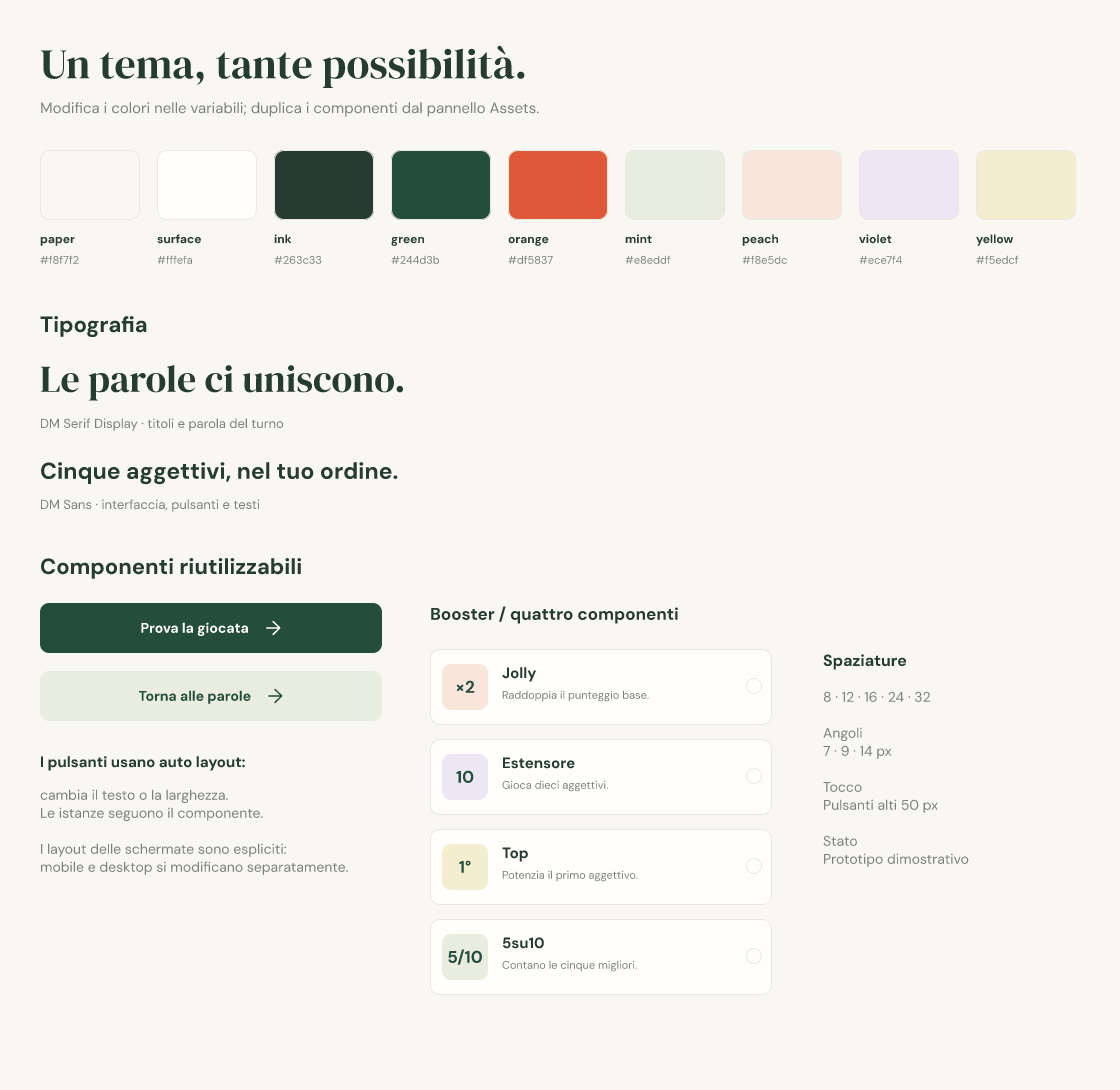 Un tema, tante possibilità.
Modifica i colori nelle variabili; duplica i componenti dal pannello Assets.
paper
#f8f7f2
surface
#fffefa
ink
#263c33
green
#244d3b
orange
#df5837
mint
#e8eddf
peach
#f8e5dc
violet
#ece7f4
yellow
#f5edcf
Tipografia
Le parole ci uniscono.
DM Serif Display · titoli e parola del turno
Cinque aggettivi, nel tuo ordine.
DM Sans · interfaccia, pulsanti e testi
Componenti riutilizzabili
Prova la giocata →
Torna alle parole →
I pulsanti usano auto layout:
cambia il testo o la larghezza.
Le istanze seguono il componente.
I layout delle schermate sono espliciti:
mobile e desktop si modificano separatamente.
Booster / quattro componenti
×2
Jolly
Raddoppia il punteggio base.
10
Estensore
Gioca dieci aggettivi.
1°
Top
Potenzia il primo aggettivo.
5/10
5su10
Contano le cinque migliori.
Spaziature
8 · 12 · 16 · 24 · 32
Angoli
7 · 9 · 14 px
Tocco
Pulsanti alti 50 px
Stato
Prototipo dimostrativo